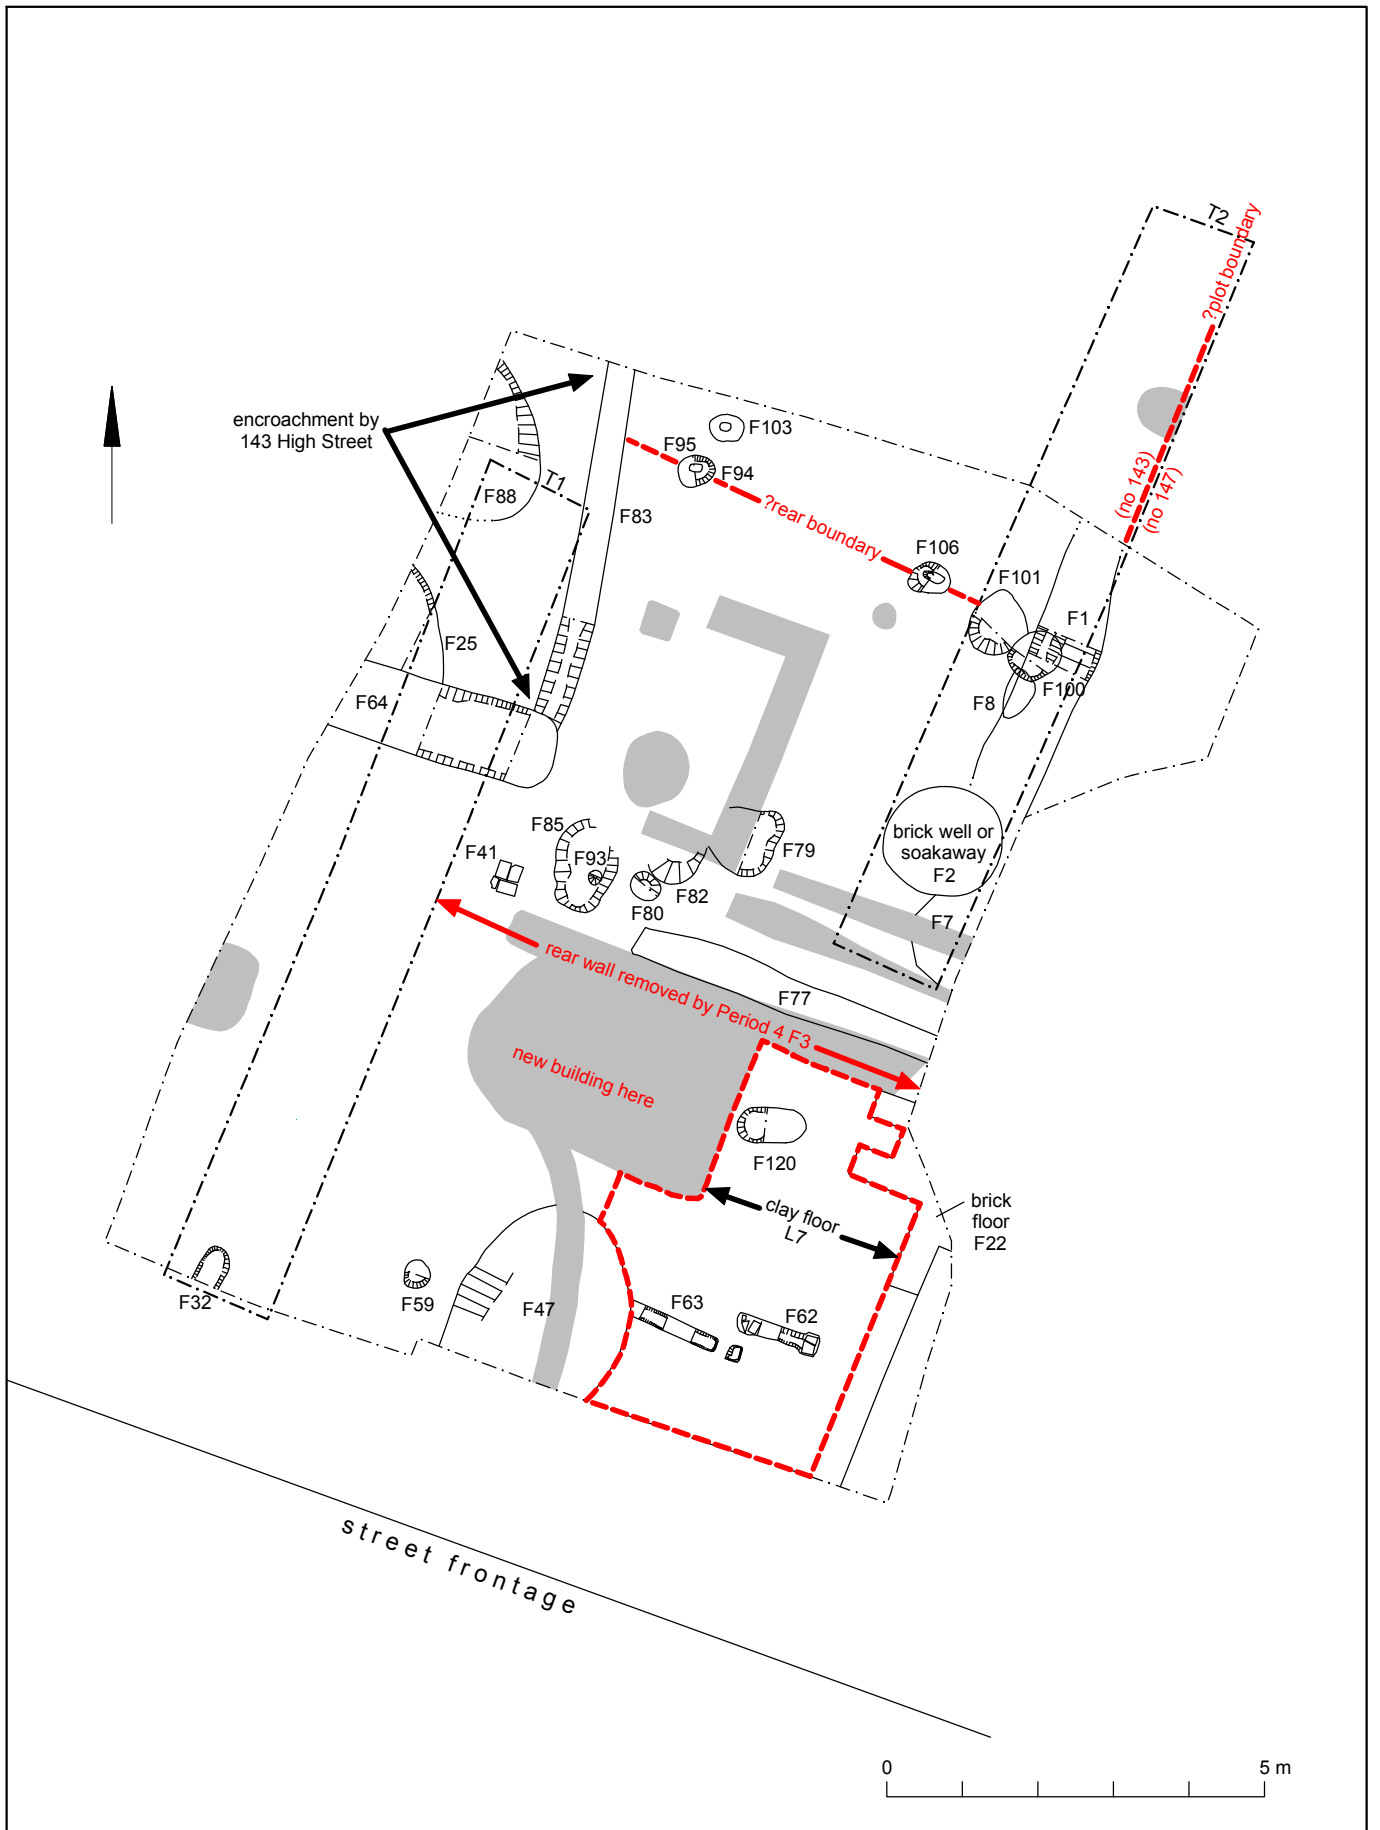 T2
?plot boundary
encroachment by
143 High Street
F103
F95
F94
(no 143)
(no 147)
T1
F88
F83
?rear boundary
F106
F101
F1
F25
F100
F64
F8
F85
brick well or
soakaway
F2
F41
F93
F79
F80
F82
F7
rear wall removed by Period 4 F3
F77
new building here
F120
clay floor
L7
brick
floor
F22
F32
F59
F47
F63
F62
street frontage
0
5 m